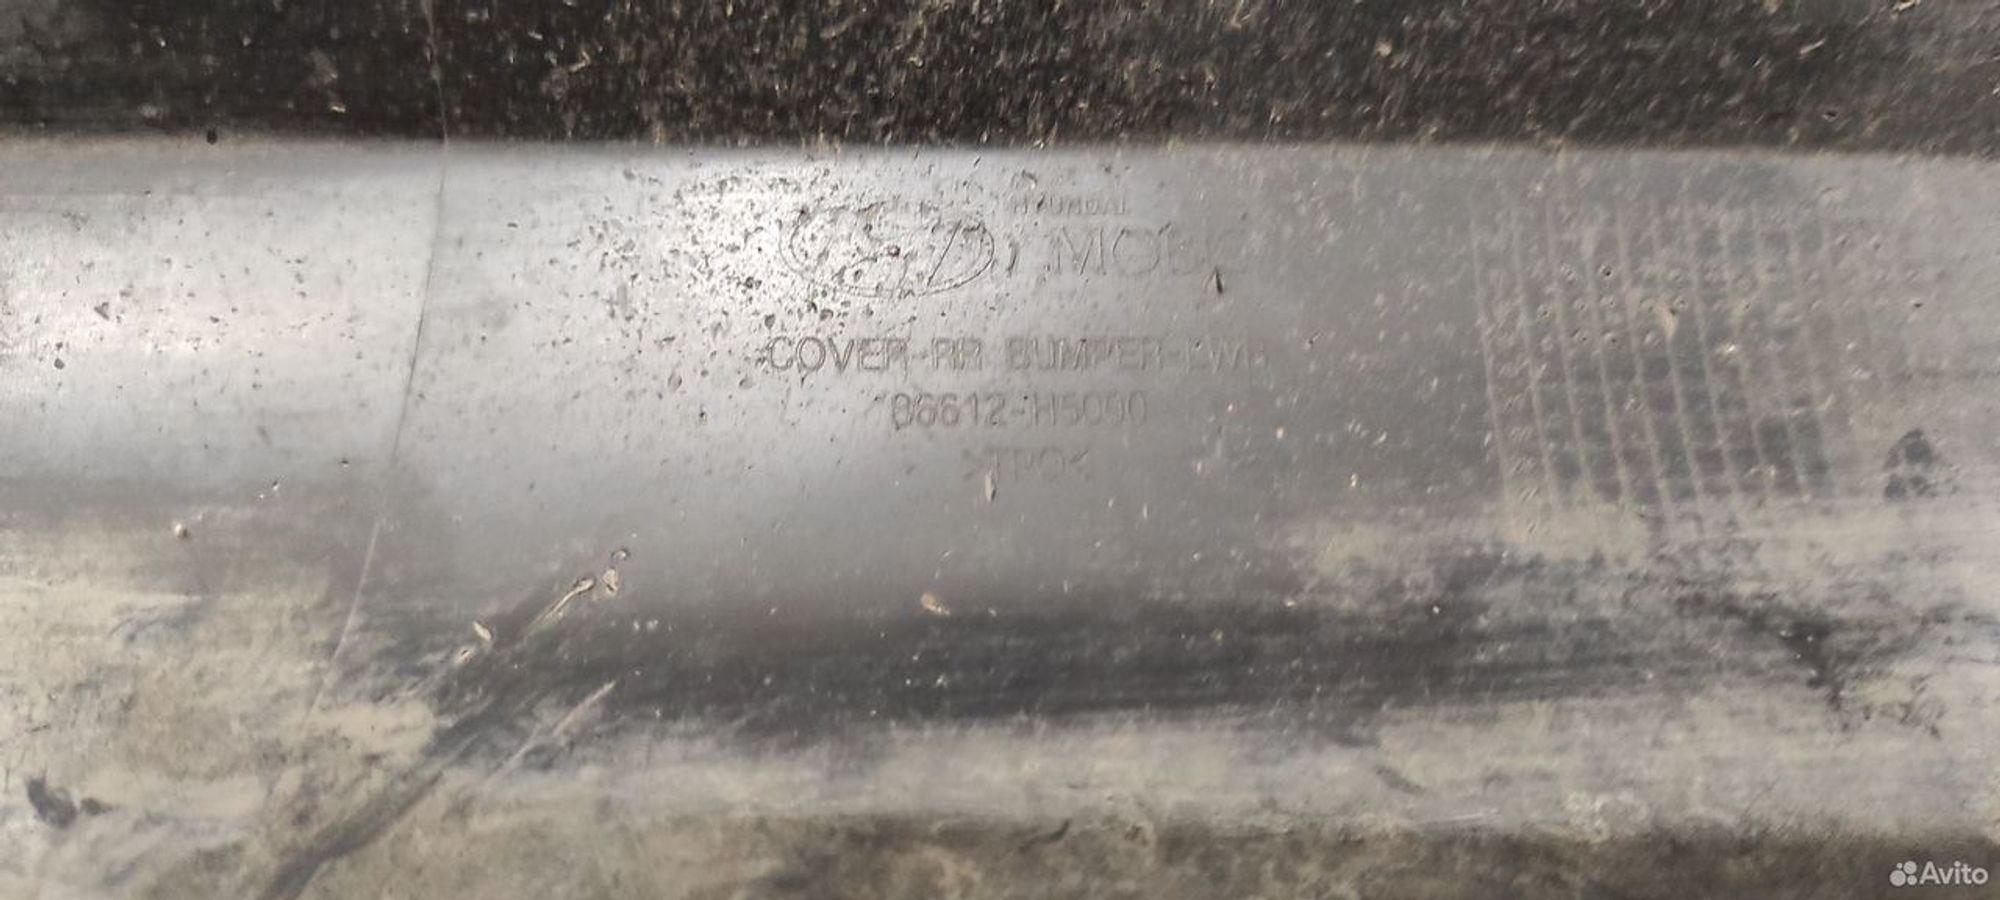 HYUNDAI
MOBIS
COVER-RR BUMPER-LWR
86612-H5000
>TPO<
Avito